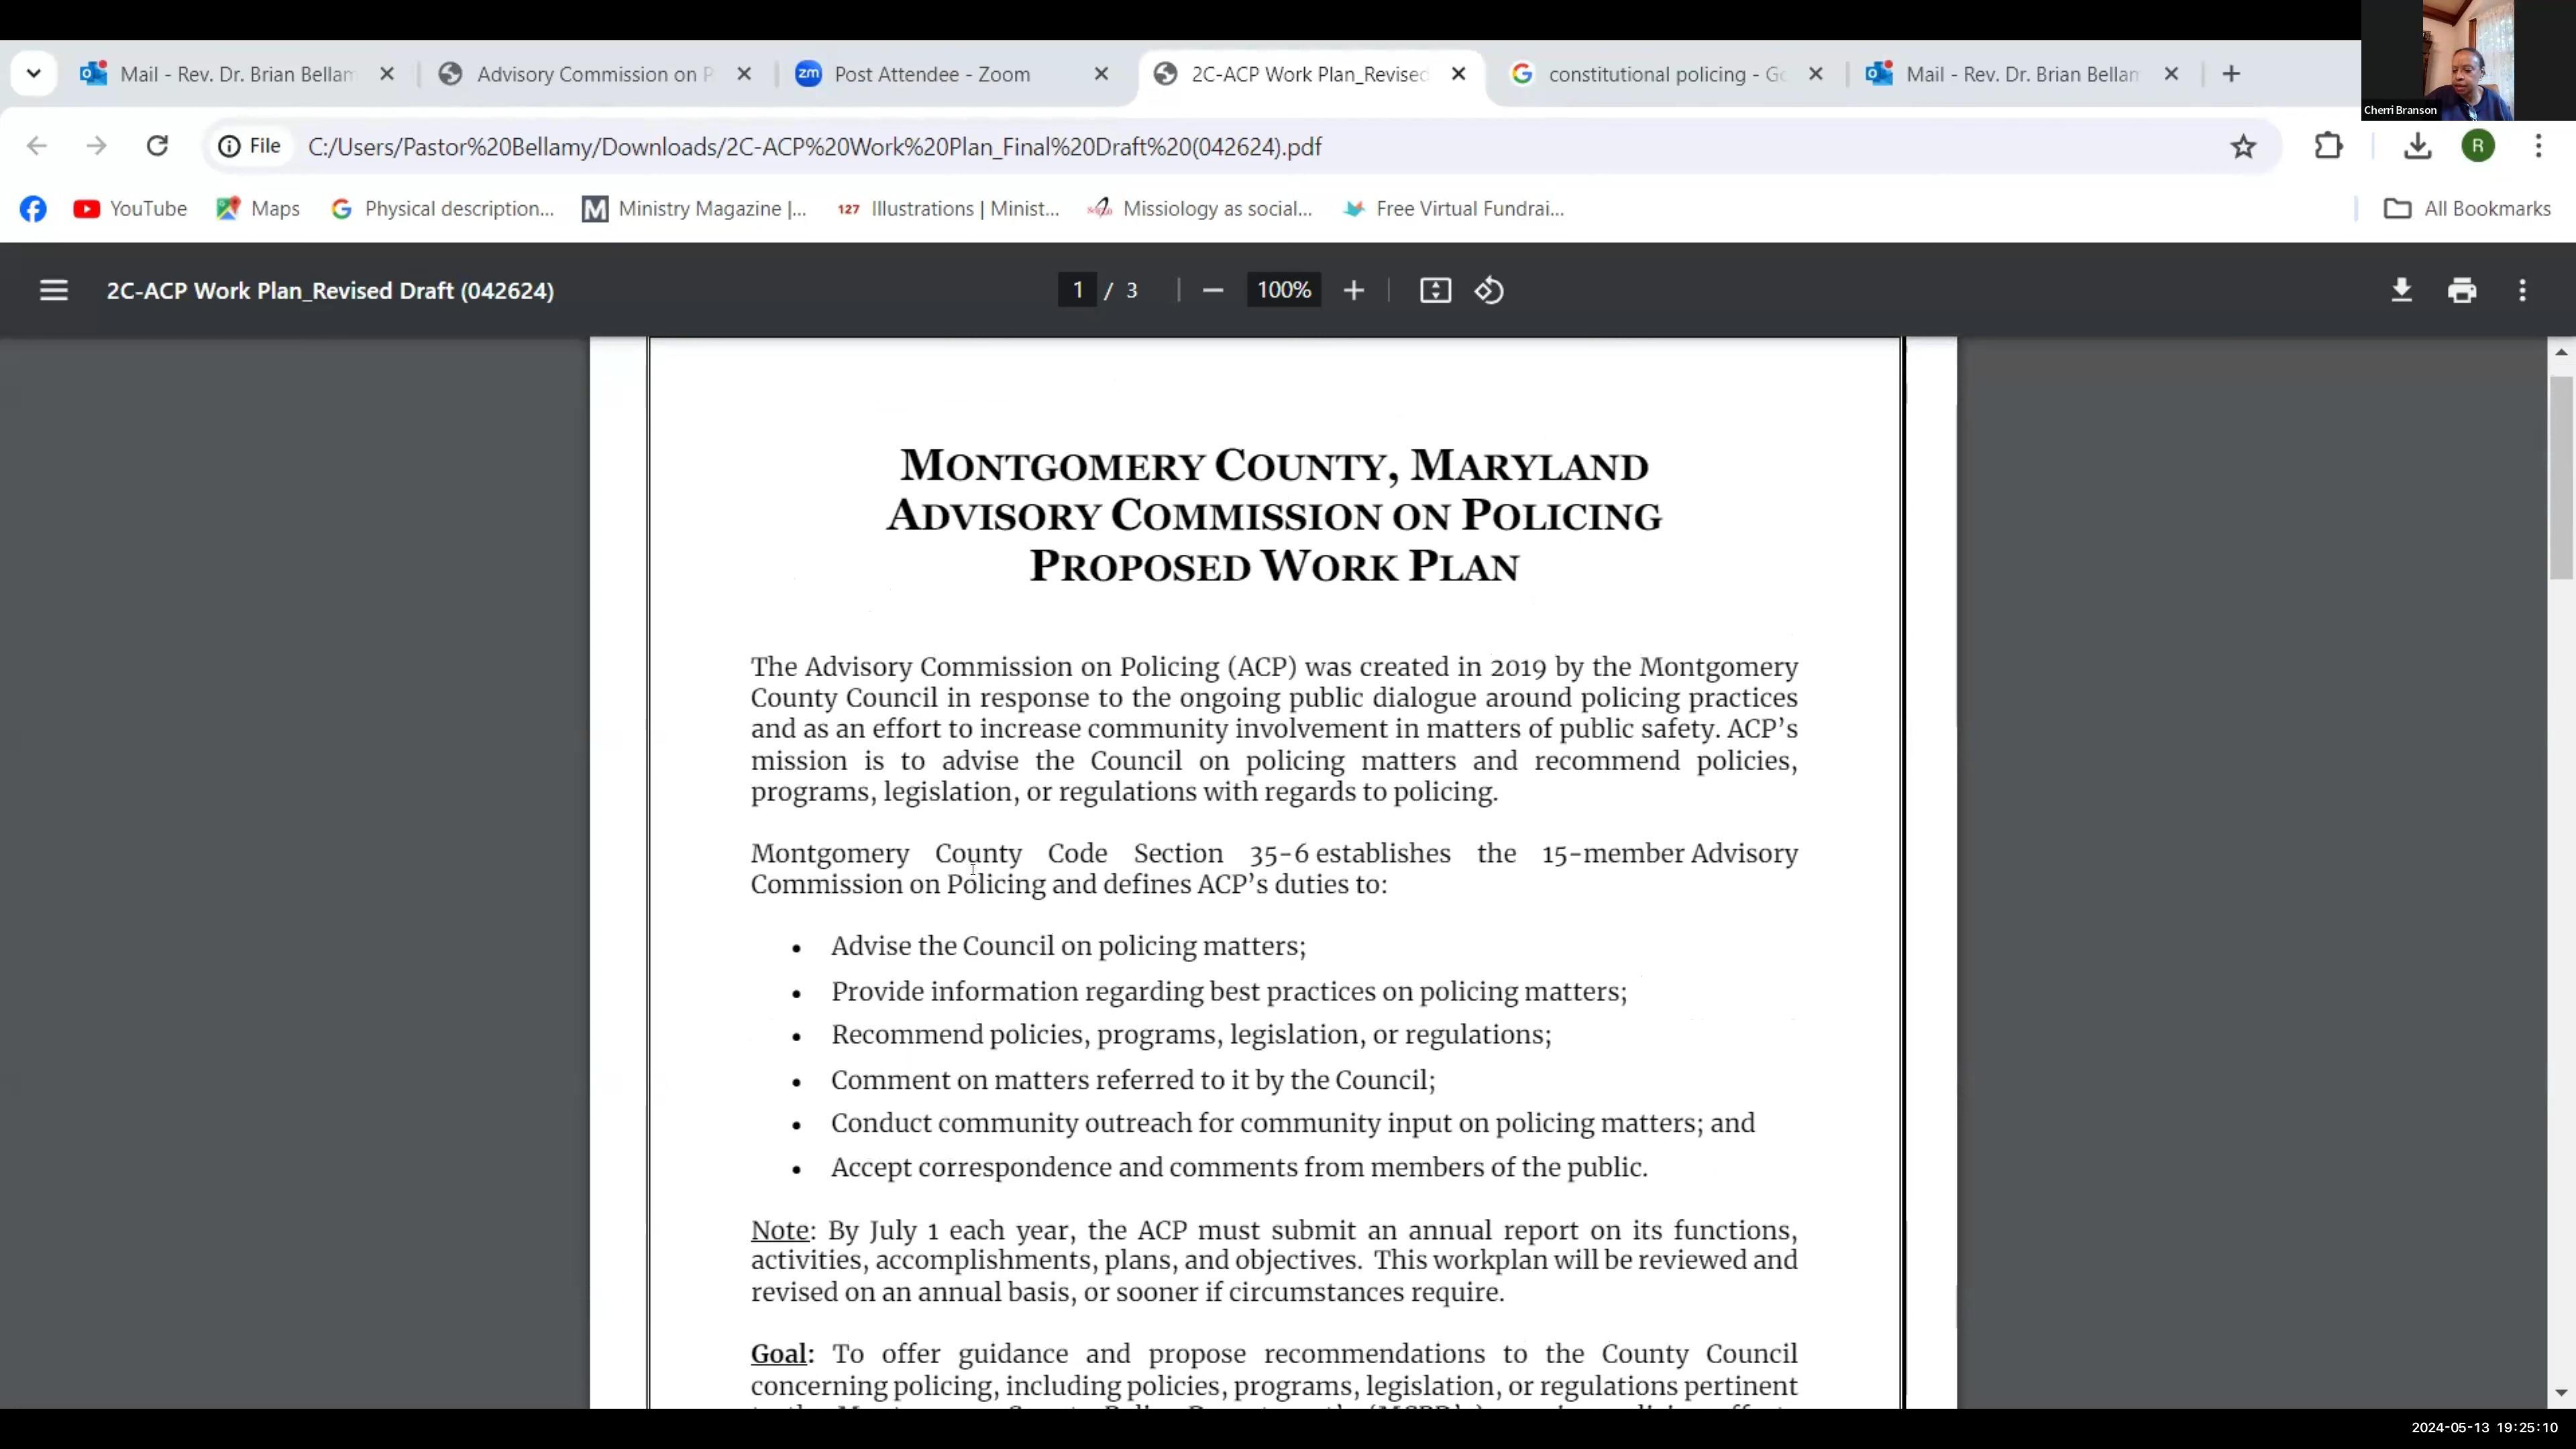 Mail - Rev. Dr. Brian Bellam
Advisory Commission on P
zm Post Attendee - Zoom
2C-ACP Work Plan_Revised
constitutional policing - Go
Mail - Rev. Dr. Brian Bellam
Cherri Branson
File C:/Users/Pastor%20Bellamy/Downloads/2C-ACP%20Work%20Plan_Final%20Draft%20(042624).pdf
R
YouTube
Maps
Physical description...
M Ministry Magazine |...
127 Illustrations | Minist...
Missiology as social...
Free Virtual Fundrai...
All Bookmarks
2C-ACP Work Plan_Revised Draft (042624)
1 / 3
100%
MONTGOMERY COUNTY, MARYLAND
ADVISORY COMMISSION ON POLICING
PROPOSED WORK PLAN
The Advisory Commission on Policing (ACP) was created in 2019 by the Montgomery
County Council in response to the ongoing public dialogue around policing practices
and as an effort to increase community involvement in matters of public safety. ACP's
mission is to advise the Council on policing matters and recommend policies,
programs, legislation, or regulations with regards to policing.
Montgomery County Code Section 35-6 establishes the 15-member Advisory
Commission on Policing and defines ACP's duties to:
• Advise the Council on policing matters;
• Provide information regarding best practices on policing matters;
• Recommend policies, programs, legislation, or regulations;
• Comment on matters referred to it by the Council;
• Conduct community outreach for community input on policing matters; and
• Accept correspondence and comments from members of the public.
Note: By July 1 each year, the ACP must submit an annual report on its functions,
activities, accomplishments, plans, and objectives. This workplan will be reviewed and
revised on an annual basis, or sooner if circumstances require.
Goal: To offer guidance and propose recommendations to the County Council
concerning policing, including policies, programs, legislation, or regulations pertinent
2024-05-13 19:25:10